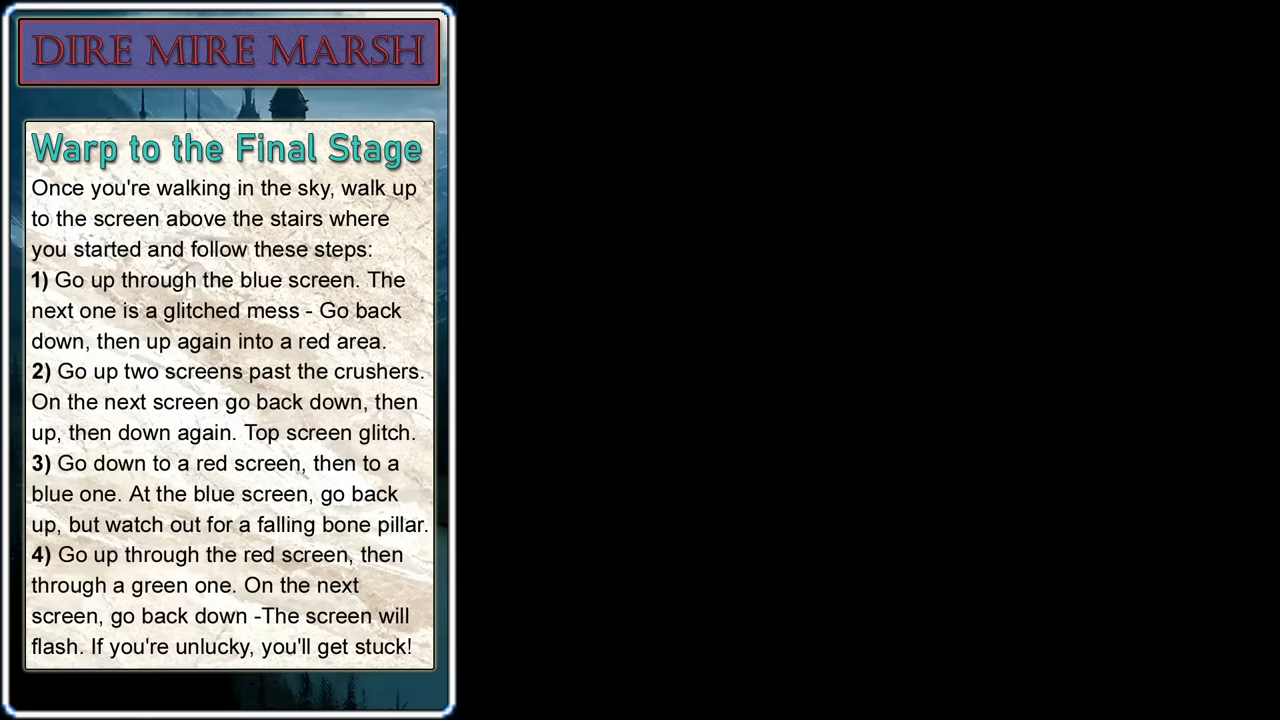 DIRE MIRE MARSH
Warp to the Final Stage
Once you're walking in the sky, walk up
to the screen above the stairs where
you started and follow these steps:
1) Go up through the blue screen. The
next one is a glitched mess - Go back
down, then up again into a red area.
2) Go up two screens past the crushers.
On the next screen go back down, then
up, then down again. Top screen glitch.
3) Go down to a red screen, then to a
blue one. At the blue screen, go back
up, but watch out for a falling bone pillar.
4) Go up through the red screen, then
through a green one. On the next
screen, go back down -The screen will
flash. If you're unlucky, you'll get stuck!